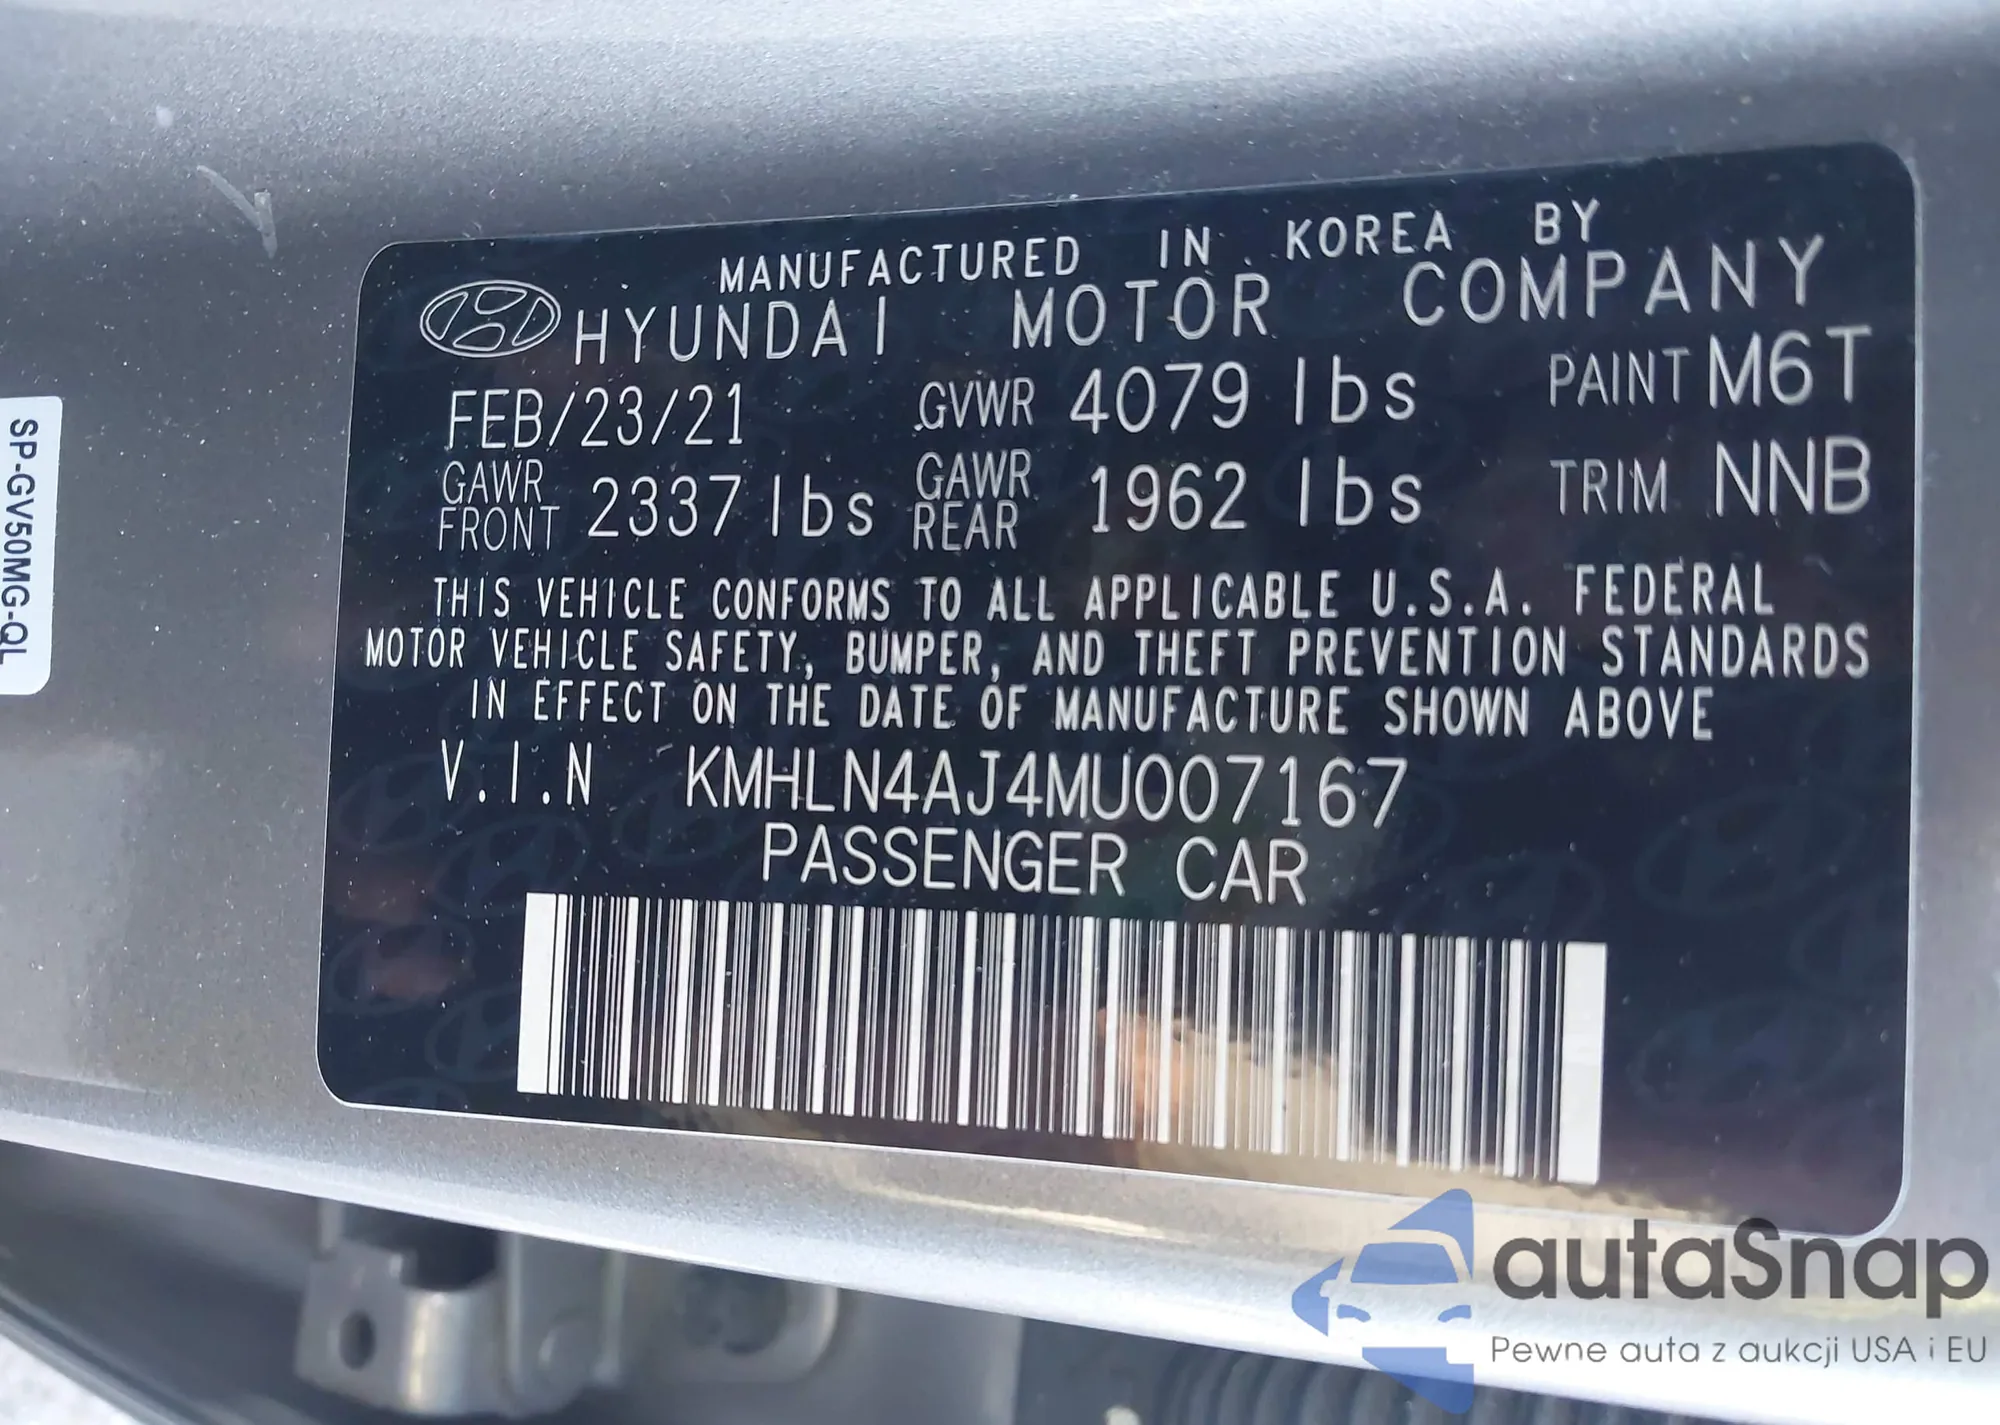 MANUFACTURED IN KOREA BY
HYUNDAI MOTOR COMPANY
FEB/23/21 GVWR 4079 lbs PAINT M6T
GAWR FRONT 2337 lbs GAWR REAR 1962 lbs TRIM NNB
THIS VEHICLE CONFORMS TO ALL APPLICABLE U.S.A. FEDERAL
MOTOR VEHICLE SAFETY, BUMPER, AND THEFT PREVENTION STANDARDS
IN EFFECT ON THE DATE OF MANUFACTURE SHOWN ABOVE
V.I.N KMHLN4AJ4MU007167
PASSENGER CAR
SP-GV50MG-QL
autaSnap
Pewne auta z aukcji USA i EU